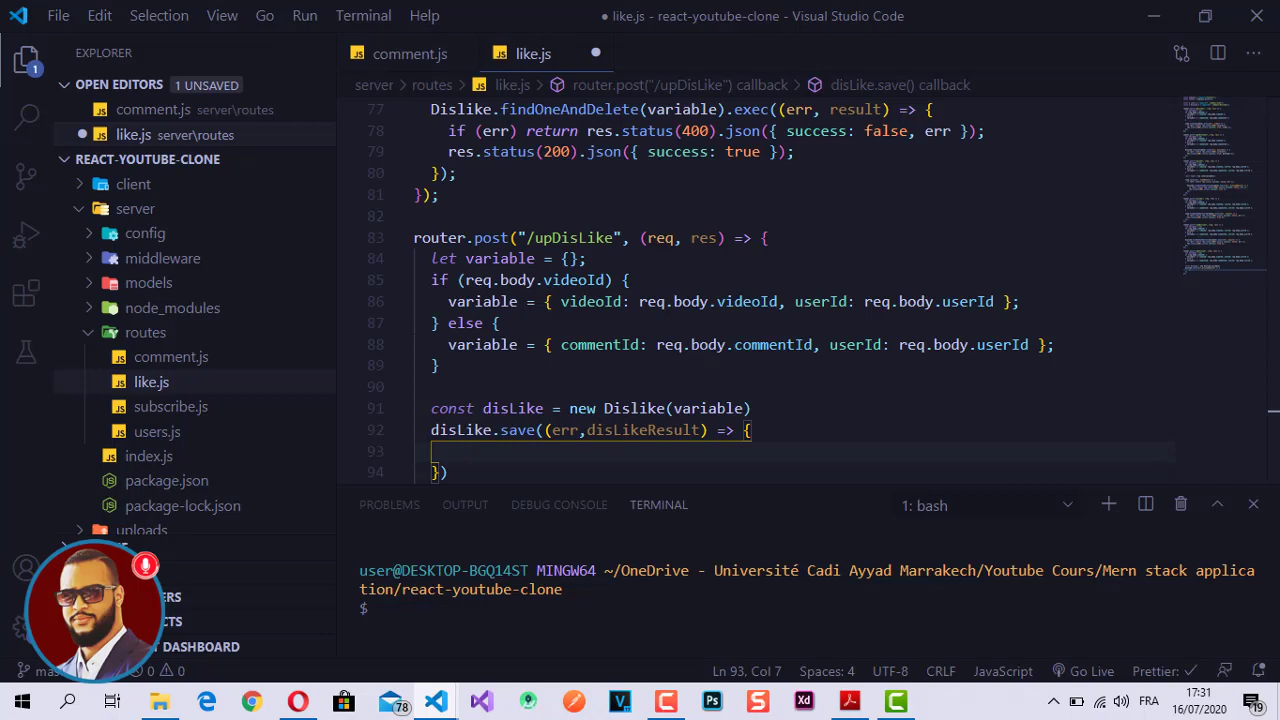 File Edit Selection View Go Run Terminal Help
● like.js - react-youtube-clone - Visual Studio Code
EXPLORER
OPEN EDITORS 1 UNSAVED
comment.js server\routes
like.js server\routes
REACT-YOUTUBE-CLONE
client
server
config
middleware
models
node_modules
routes
comment.js
like.js
subscribe.js
users.js
index.js
package.json
package-lock.json
uploads
DASHBOARD
1
comment.js like.js
server > routes > like.js > router.post("/upDisLike") callback > disLike.save() callback
77 Dislike.findOneAndDelete(variable).exec((err, result) => {
78 if (err) return res.status(400).json({ success: false, err });
79 res.status(200).json({ success: true });
80 });
81 });
82
83 router.post("/upDisLike", (req, res) => {
84 let variable = {};
85 if (req.body.videoId) {
86 variable = { videoId: req.body.videoId, userId: req.body.userId };
87 } else {
88 variable = { commentId: req.body.commentId, userId: req.body.userId };
89 }
90
91 const disLike = new Dislike(variable)
92 disLike.save((err,disLikeResult) => {
93
94 })
PROBLEMS OUTPUT DEBUG CONSOLE TERMINAL
1: bash
user@DESKTOP-BGQ14ST MINGW64 ~/OneDrive - Université Cadi Ayyad Marrakech/Youtube Cours/Mern stack applica
tion/react-youtube-clone
$
0 0 Ln 93, Col 7 Spaces: 4 UTF-8 CRLF JavaScript Go Live Prettier: ✓
78 Ps Xd S FRA 17:31
16/07/2020 19